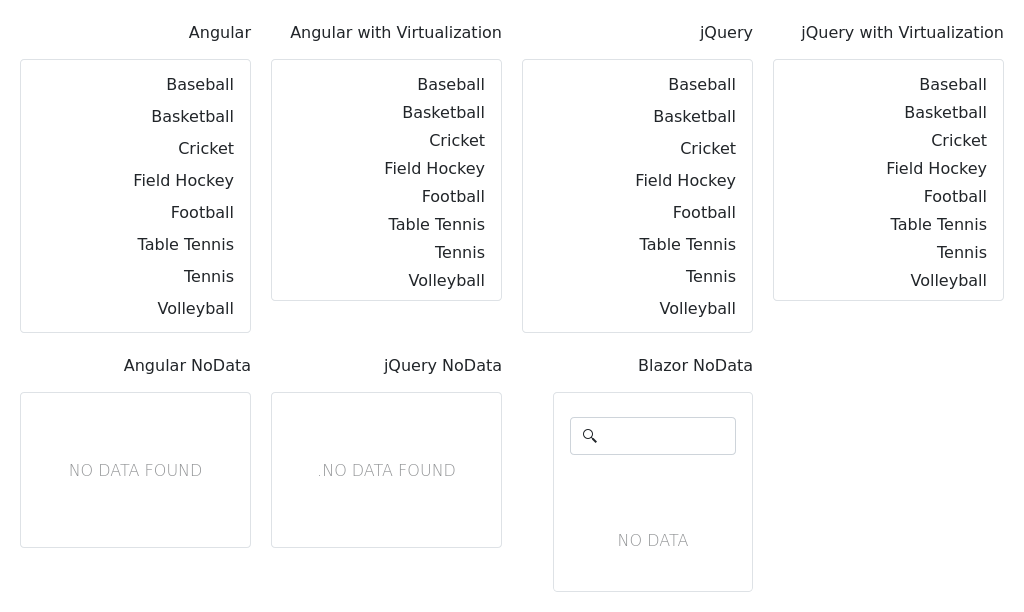 Angular
Baseball
Basketball
Cricket
Field Hockey
Football
Table Tennis
Tennis
Volleyball
Angular with Virtualization
Baseball
Basketball
Cricket
Field Hockey
Football
Table Tennis
Tennis
Volleyball
jQuery
Baseball
Basketball
Cricket
Field Hockey
Football
Table Tennis
Tennis
Volleyball
jQuery with Virtualization
Baseball
Basketball
Cricket
Field Hockey
Football
Table Tennis
Tennis
Volleyball
Angular NoData
NO DATA FOUND
jQuery NoData
.NO DATA FOUND
Blazor NoData
NO DATA